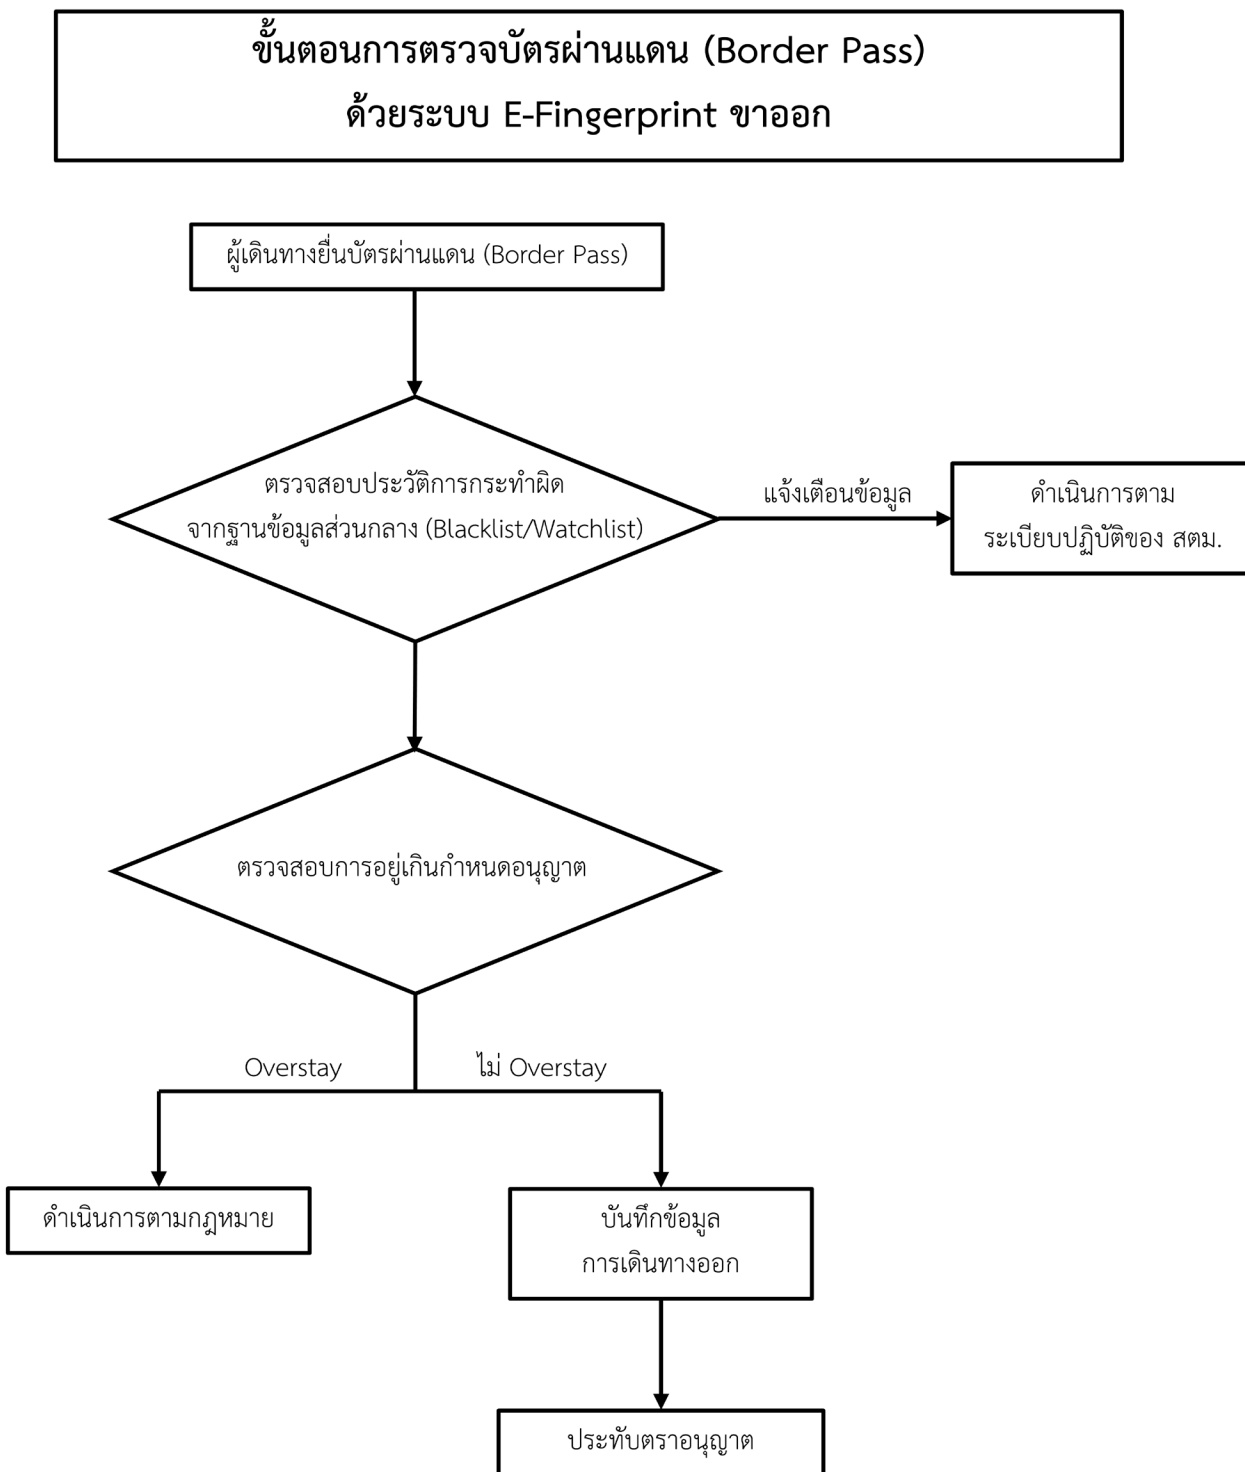 ขั้นตอนการตรวจบัตรผ่านแดน (Border Pass)
ด้วยระบบ E-Fingerprint ขาออก
ผู้เดินทางยื่นบัตรผ่านแดน (Border Pass)
ตรวจสอบประวัติการกระทำผิด
จากฐานข้อมูลส่วนกลาง (Blacklist/Watchlist)
แจ้งเตือนข้อมูล
ดำเนินการตาม
ระเบียบปฏิบัติของ สตม.
ตรวจสอบการอยู่เกินกำหนดอนุญาต
Overstay
ไม่ Overstay
ดำเนินการตามกฎหมาย
บันทึกข้อมูล
การเดินทางออก
ประทับตราอนุญาต